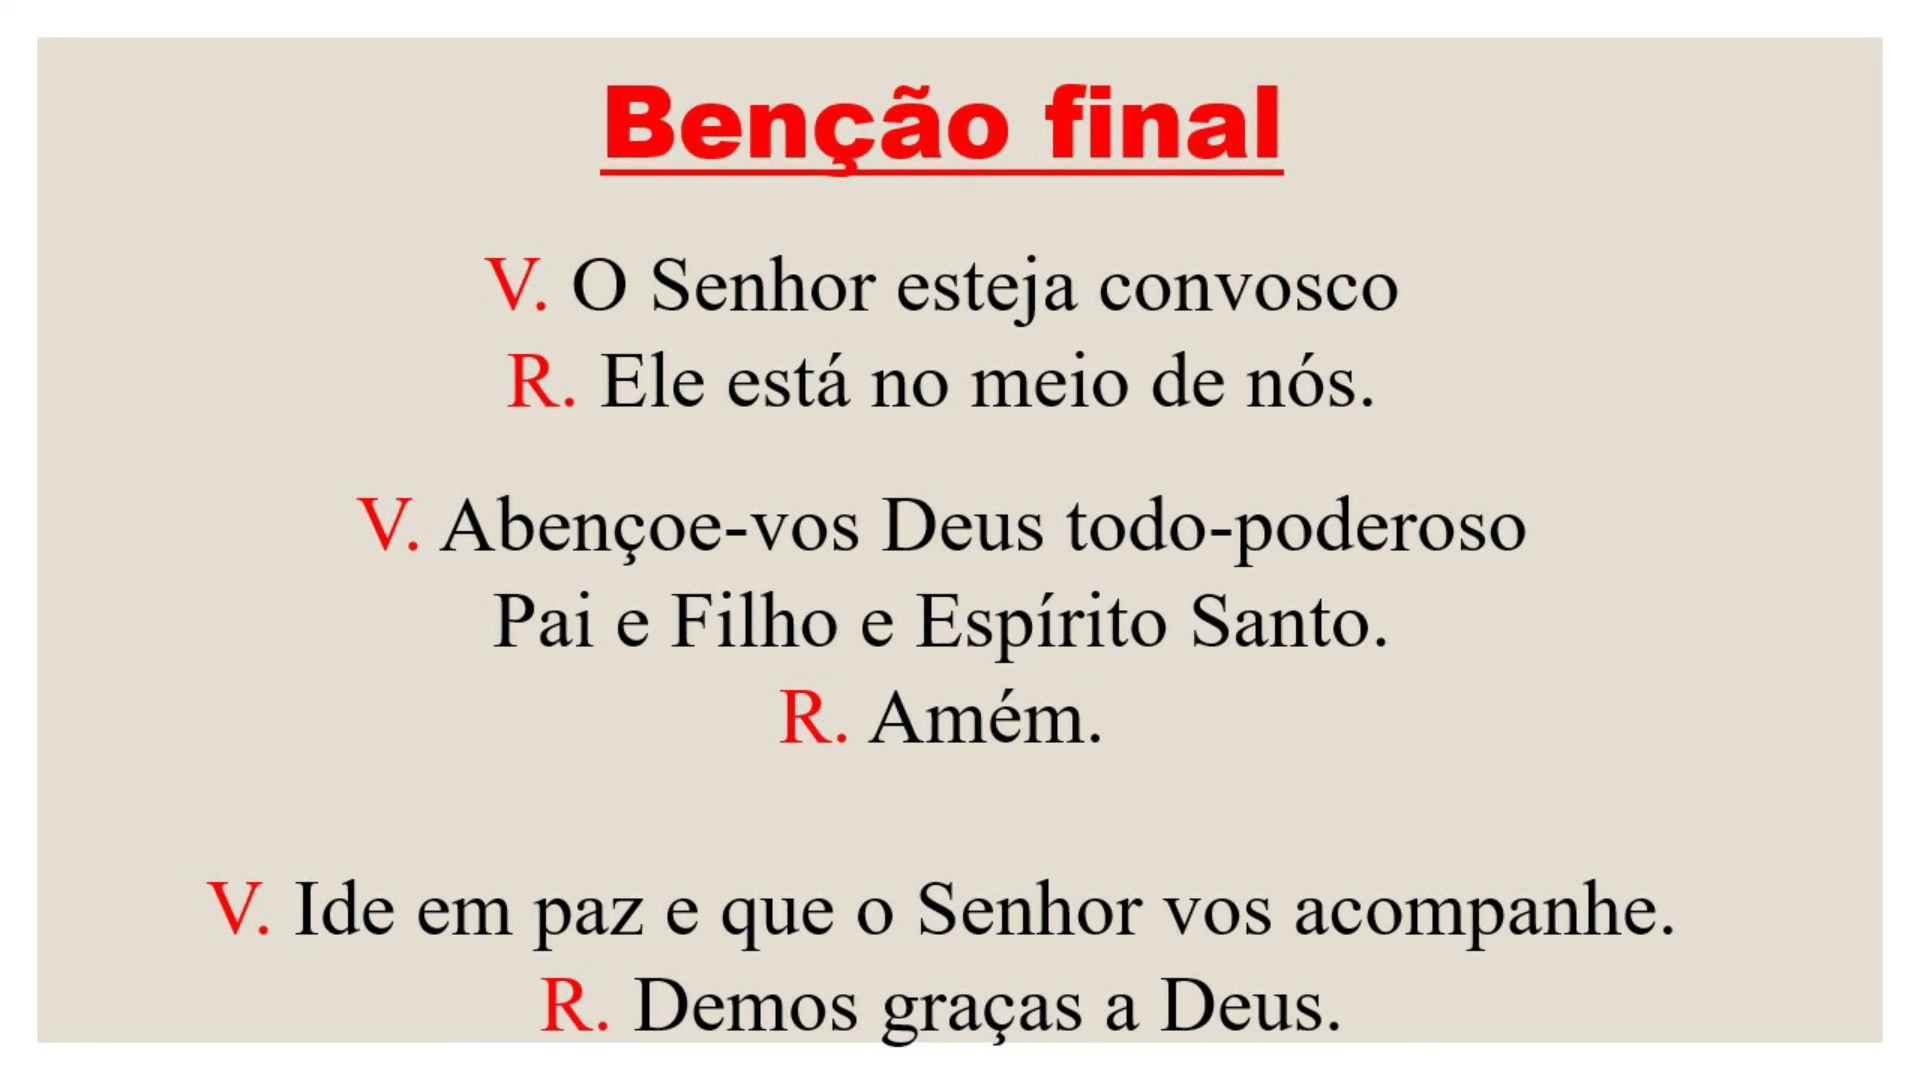 Benção final
V. O Senhor esteja convosco
R. Ele está no meio de nós.
V. Abençoe-vos Deus todo-poderoso
Pai e Filho e Espírito Santo.
R. Amém.
V. Ide em paz e que o Senhor vos acompanhe.
R. Demos graças a Deus.